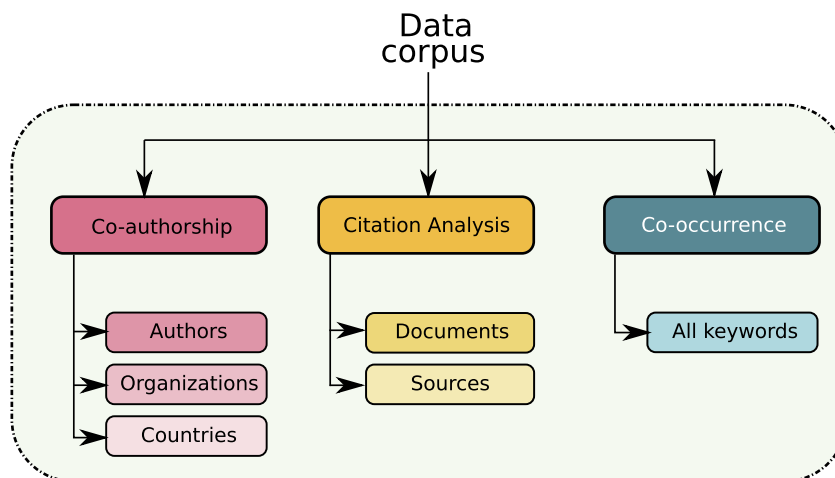 Data
corpus
Co-authorship
Citation Analysis
Co-occurrence
Authors
Organizations
Countries
Documents
Sources
All keywords